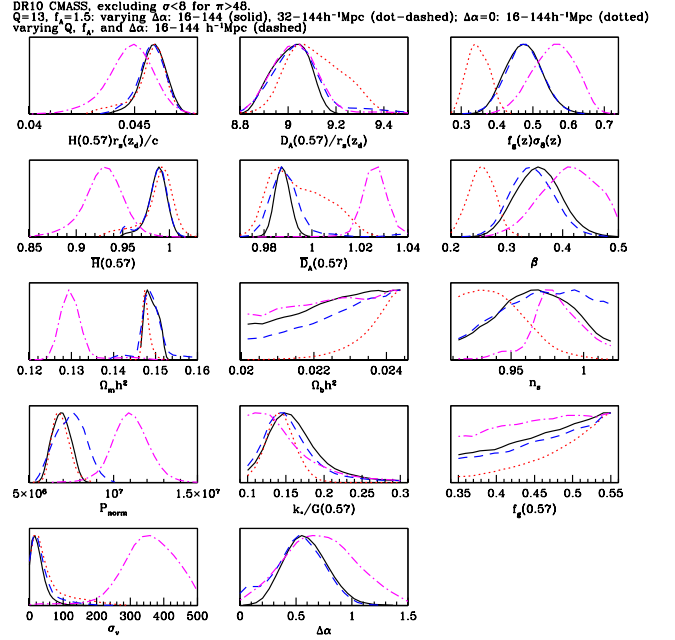 DR10 CMASS, excluding σ<8 for π>48.
Q=13, f_A=1.5: varying Δα: 16-144 (solid), 32-144h⁻¹Mpc (dot-dashed); Δα=0: 16-144h⁻¹Mpc (dotted)
varying Q, f_A, and Δα: 16-144 h⁻¹Mpc (dashed)
0.04 0.045 8.8 9 9.2 9.4 0.3 0.4 0.5 0.6 0.7
H(0.57)r_s(z_d)/c D_A(0.57)/r_s(z_d) f_g(z)σ_8(z)
0.85 0.9 0.95 1 0.98 1 1.02 1.04 0.2 0.3 0.4 0.5
H̅(0.57) D̅_A(0.57) β
0.12 0.13 0.14 0.15 0.16 0.02 0.022 0.024 0.95 1
Ω_mh² Ω_bh² n_s
5×10⁶ 10⁷ 1.5×10⁷ 0.1 0.15 0.2 0.25 0.3 0.35 0.4 0.45 0.5 0.55
P_norm k_*/G(0.57) f_g(0.57)
0 100 200 300 400 500 0 0.5 1 1.5
σ_v Δα